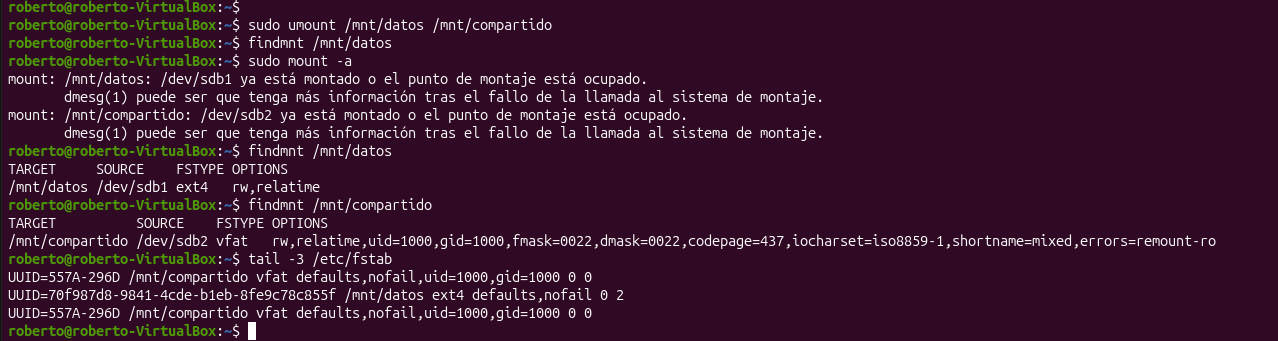 roberto@roberto-VirtualBox:~$
roberto@roberto-VirtualBox:~$ sudo umount /mnt/datos /mnt/compartido
roberto@roberto-VirtualBox:~$ findmnt /mnt/datos
roberto@roberto-VirtualBox:~$ sudo mount -a
mount: /mnt/datos: /dev/sdb1 ya está montado o el punto de montaje está ocupado.
       dmesg(1) puede ser que tenga más información tras el fallo de la llamada al sistema de montaje.
mount: /mnt/compartido: /dev/sdb2 ya está montado o el punto de montaje está ocupado.
       dmesg(1) puede ser que tenga más información tras el fallo de la llamada al sistema de montaje.
roberto@roberto-VirtualBox:~$ findmnt /mnt/datos
TARGET     SOURCE    FSTYPE OPTIONS
/mnt/datos /dev/sdb1 ext4   rw,relatime
roberto@roberto-VirtualBox:~$ findmnt /mnt/compartido
TARGET          SOURCE    FSTYPE OPTIONS
/mnt/compartido /dev/sdb2 vfat   rw,relatime,uid=1000,gid=1000,fmask=0022,dmask=0022,codepage=437,iocharset=iso8859-1,shortname=mixed,errors=remount-ro
roberto@roberto-VirtualBox:~$ tail -3 /etc/fstab
UUID=557A-296D /mnt/compartido vfat defaults,nofail,uid=1000,gid=1000 0 0
UUID=70f987d8-9841-4cde-b1eb-8fe9c78c855f /mnt/datos ext4 defaults,nofail 0 2
UUID=557A-296D /mnt/compartido vfat defaults,nofail,uid=1000,gid=1000 0 0
roberto@roberto-VirtualBox:~$